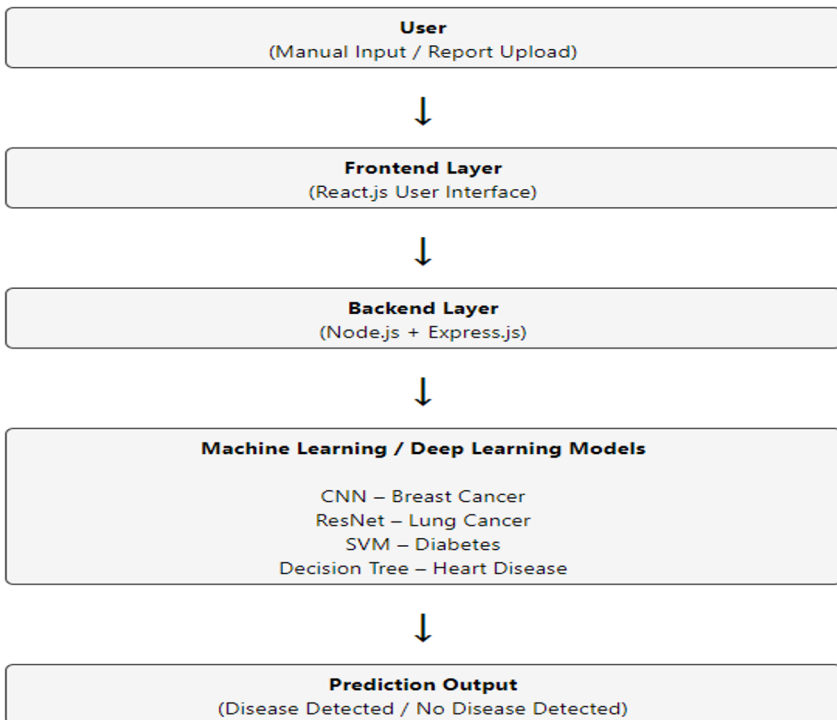 User
(Manual Input / Report Upload)
Frontend Layer
(React.js User Interface)
Backend Layer
(Node.js + Express.js)
Machine Learning / Deep Learning Models
CNN – Breast Cancer
ResNet – Lung Cancer
SVM – Diabetes
Decision Tree – Heart Disease
Prediction Output
(Disease Detected / No Disease Detected)